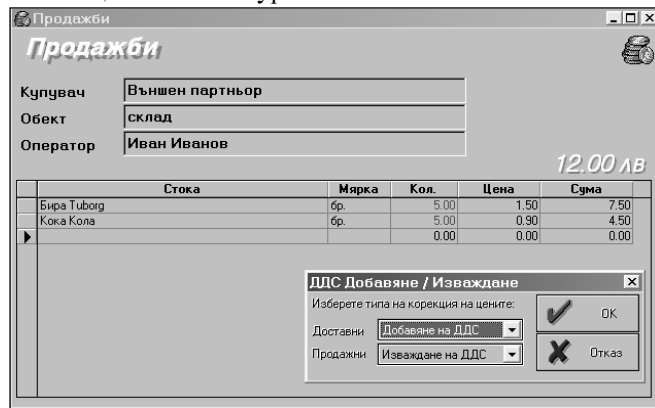 Продажби
Продажби
Купувач Външен партньор
Обект склад
Оператор Иван Иванов
12.00 лв
Стока Мярка Кол. Цена Сума
Бира Tuborg бр. 5.00 1.50 7.50
Кока Кола бр. 5.00 0.90 4.50
0.00 0.00 0.00
ДДС Добавяне / Изваждане
Изберете типа на корекция на цените:
Доставни Добавяне на ДДС
Продажни Изваждане на ДДС
OK
Отказ